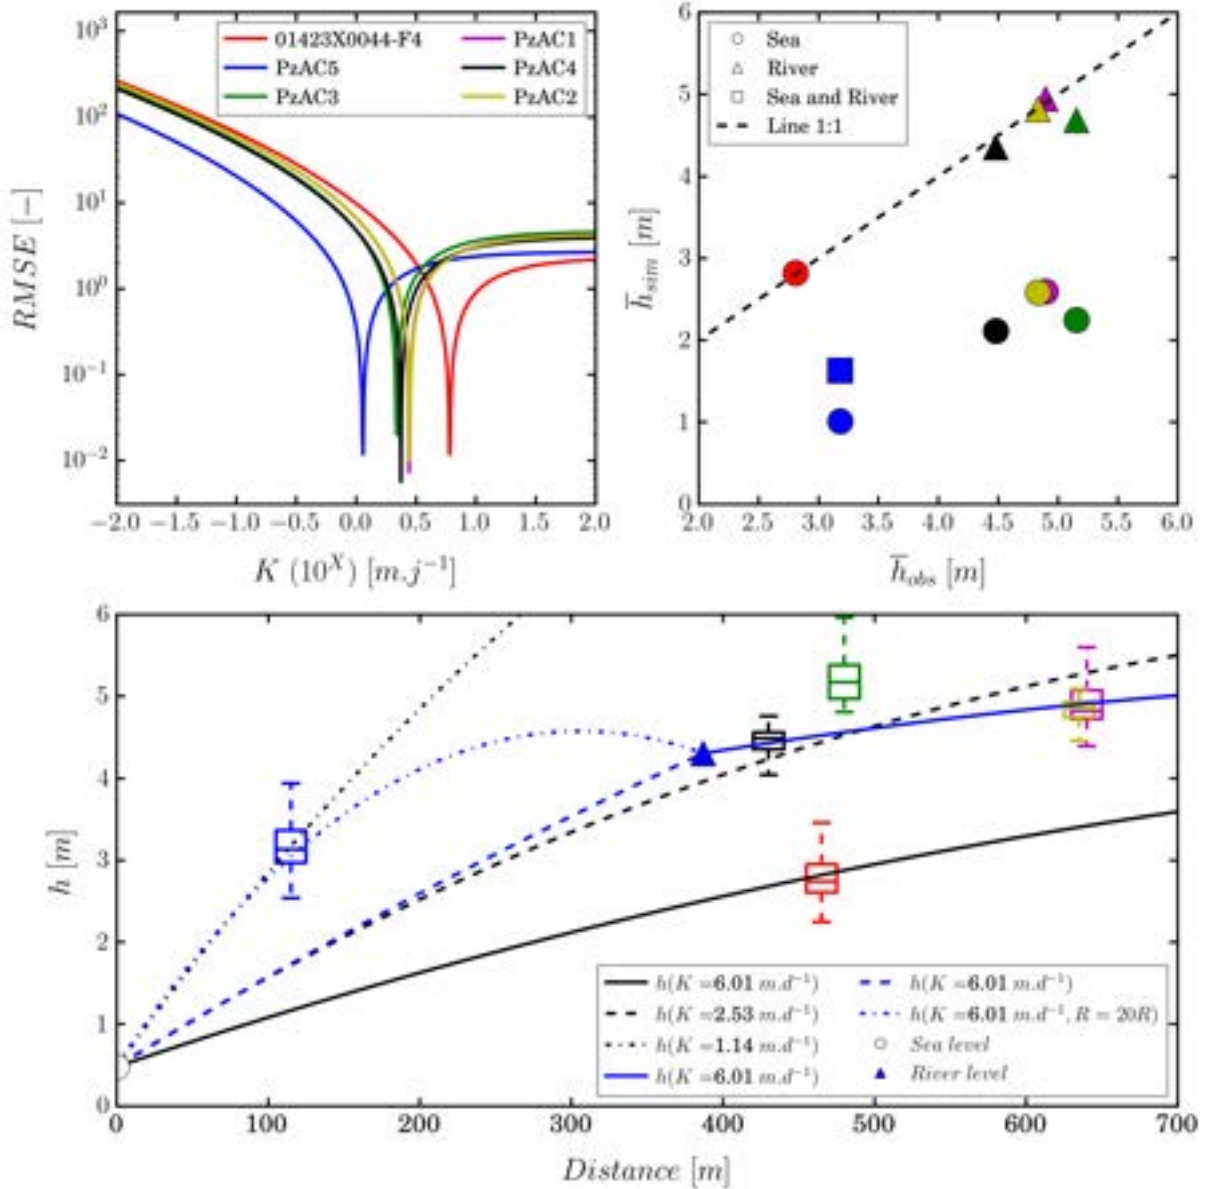 10³
10²
10¹
10⁰
10⁻¹
10⁻²
RMSE [−]
01423X0044-F4
PzAC5
PzAC3
PzAC1
PzAC4
PzAC2
−2.0 −1.5 −1.0 −0.5 0.0 0.5 1.0 1.5 2.0
K (10ˣ) [m.j⁻¹]
6
5
4
3
2
1
0
h̅sim [m]
Sea
River
Sea and River
Line 1:1
2.0 2.5 3.0 3.5 4.0 4.5 5.0 5.5 6.0
h̅obs [m]
6
5
4
3
2
1
0
h [m]
h(K =6.01 m.d⁻¹)
h(K =2.53 m.d⁻¹)
h(K =1.14 m.d⁻¹)
h(K =6.01 m.d⁻¹)
h(K =6.01 m.d⁻¹)
h(K =6.01 m.d⁻¹, R = 20R)
Sea level
River level
0 100 200 300 400 500 600 700
Distance [m]